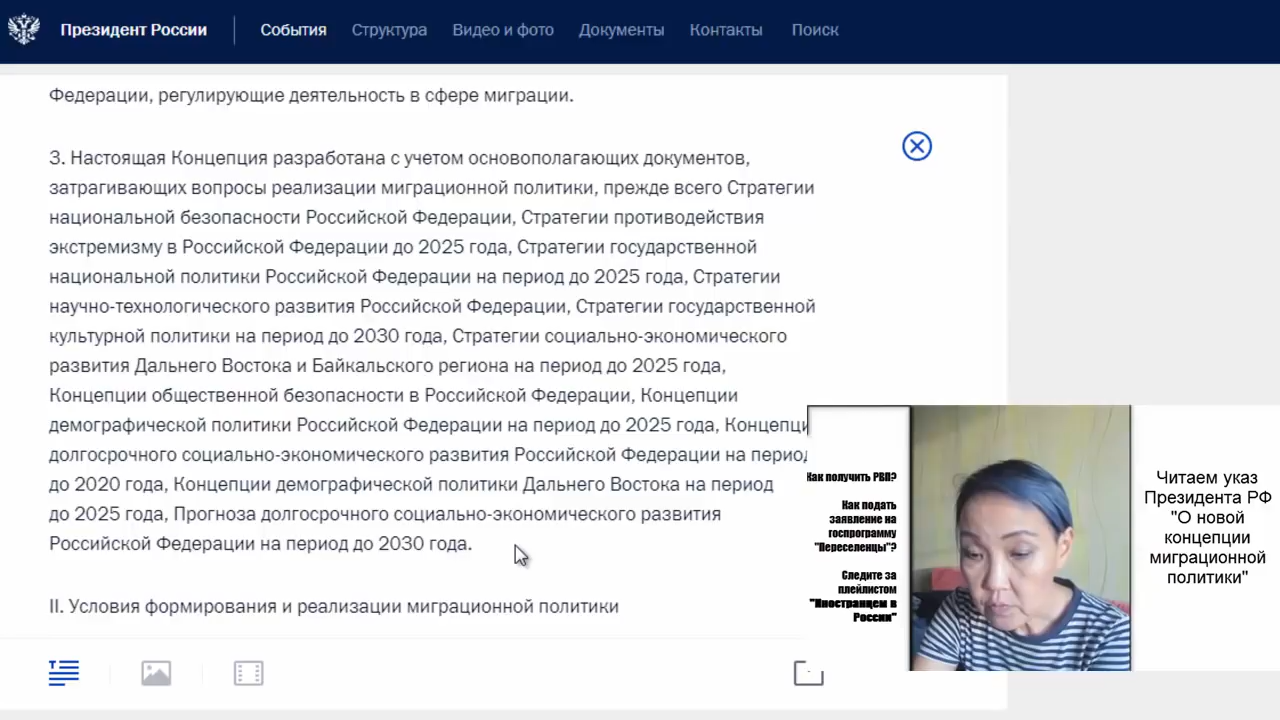 Президент России
События
Структура
Видео и фото
Документы
Контакты
Поиск
Федерации, регулирующие деятельность в сфере миграции.
3. Настоящая Концепция разработана с учетом основополагающих документов,
затрагивающих вопросы реализации миграционной политики, прежде всего Стратегии
национальной безопасности Российской Федерации, Стратегии противодействия
экстремизму в Российской Федерации до 2025 года, Стратегии государственной
национальной политики Российской Федерации на период до 2025 года, Стратегии
научно-технологического развития Российской Федерации, Стратегии государственной
культурной политики на период до 2030 года, Стратегии социально-экономического
развития Дальнего Востока и Байкальского региона на период до 2025 года,
Концепции общественной безопасности в Российской Федерации, Концепции
демографической политики Российской Федерации на период до 2025 года, Концепци
долгосрочного социально-экономического развития Российской Федерации на период
до 2020 года, Концепции демографической политики Дальнего Востока на период
до 2025 года, Прогноза долгосрочного социально-экономического развития
Российской Федерации на период до 2030 года.
II. Условия формирования и реализации миграционной политики
Как получить РВП?
Как подать
заявление на
госпрограмму
"Переселенцы"?
Следите за
плейлистом
"Иностранцем в
России"
Читаем указ
Президента РФ
"О новой
концепции
миграционной
политики"